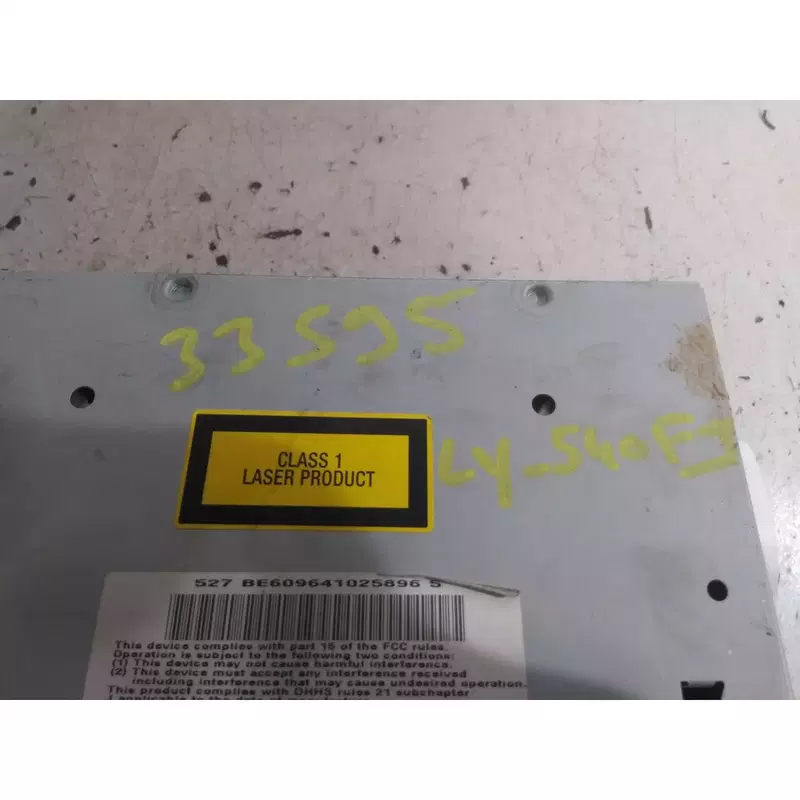 33595
CLASS 1
LASER PRODUCT
LY-540FJ
527 BE609641025896 5
This device complies with part 15 of the FCC rules.
Operation is subject to the following two conditions:
(1) This device may not cause harmful interference.
(2) This device must accept any interference received
including interference that may cause undesired operation.
This product complies with DHHS rules 21 subchapter